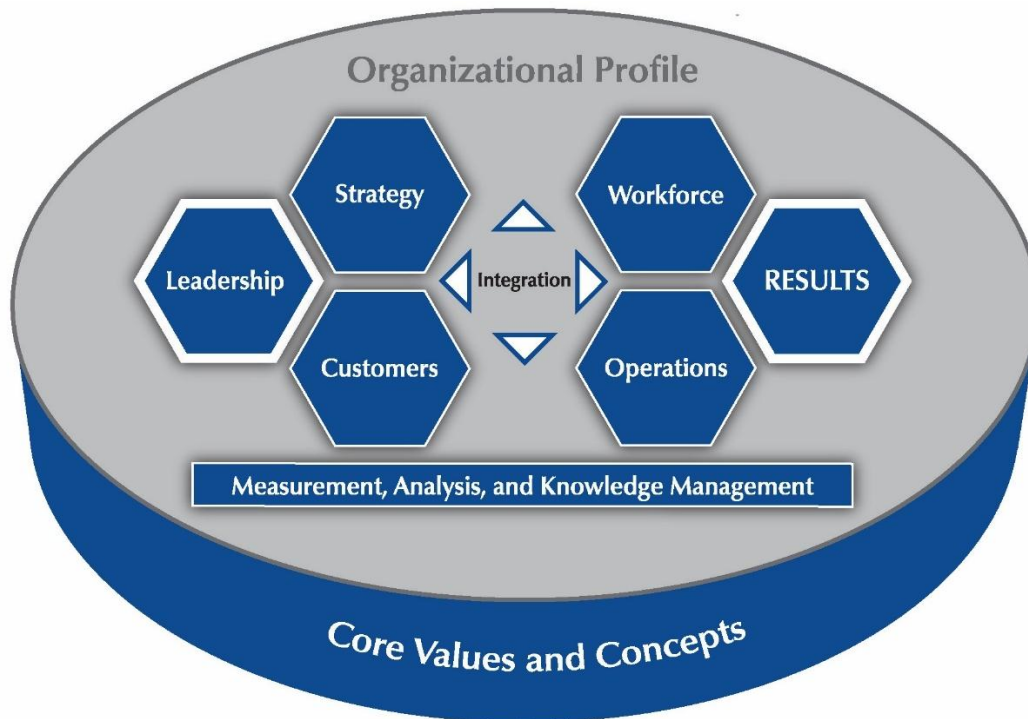 Organizational Profile
Strategy
Workforce
Leadership
Integration
RESULTS
Customers
Operations
Measurement, Analysis, and Knowledge Management
Core Values and Concepts